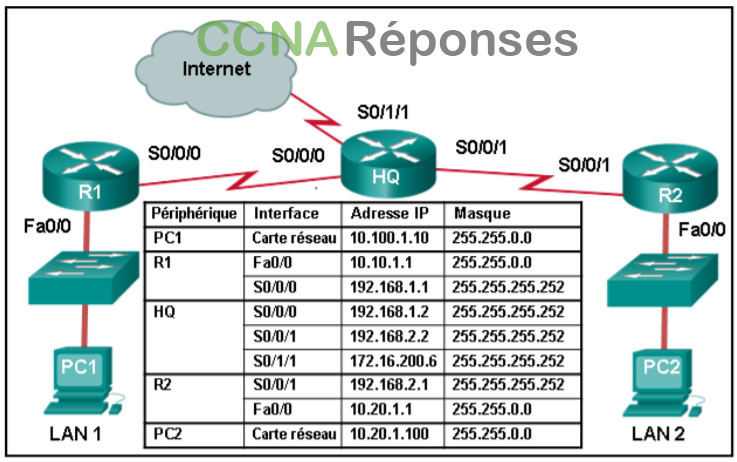 CCNA Réponses
Internet
S0/1/1
S0/0/0
S0/0/0
S0/0/1
S0/0/1
R1
HQ
R2
Fa0/0
Fa0/0
Périphérique Interface Adresse IP Masque
PC1 Carte réseau 10.100.1.10 255.255.0.0
R1 Fa0/0 10.10.1.1 255.255.0.0
S0/0/0 192.168.1.1 255.255.255.252
HQ S0/0/0 192.168.1.2 255.255.255.252
S0/0/1 192.168.2.2 255.255.255.252
S0/1/1 172.16.200.6 255.255.255.252
R2 S0/0/1 192.168.2.1 255.255.255.252
Fa0/0 10.20.1.1 255.255.0.0
PC2 Carte réseau 10.20.1.100 255.255.0.0
PC1
PC2
LAN 1
LAN 2